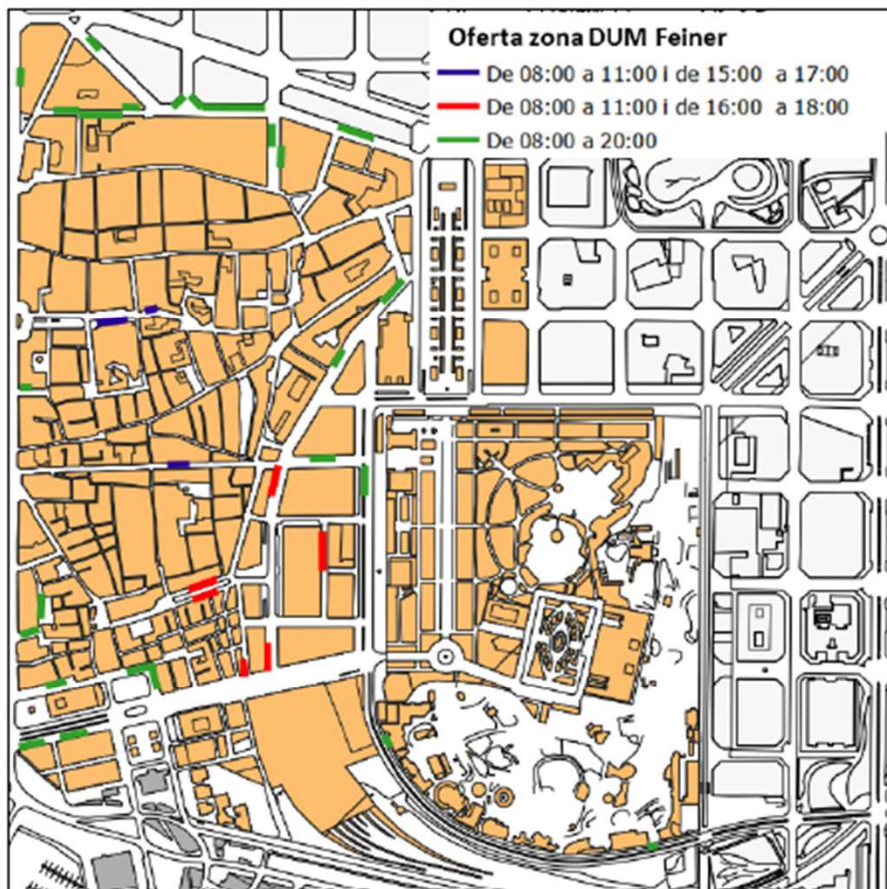 Oferta zona DUM Feiner
De 08:00 a 11:00 i de 15:00 a 17:00
De 08:00 a 11:00 i de 16:00 a 18:00
De 08:00 a 20:00